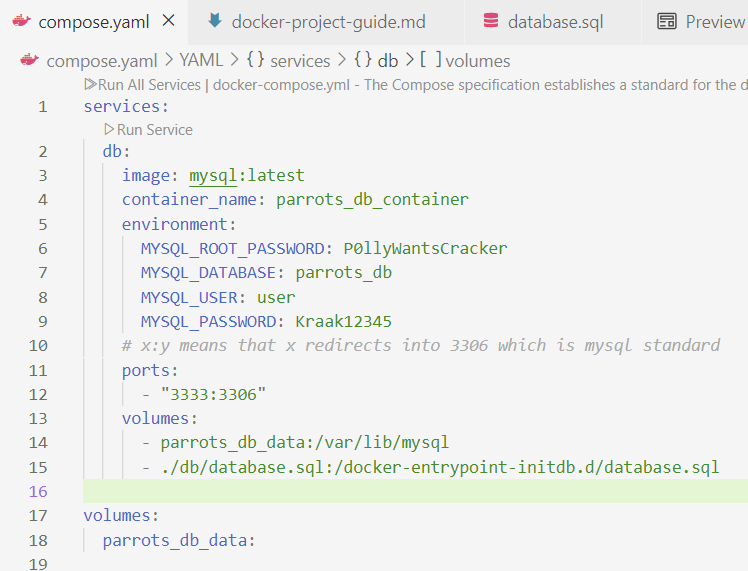 compose.yaml × docker-project-guide.md database.sql Preview
compose.yaml > YAML > {} services > {} db > [ ] volumes
Run All Services | docker-compose.yml - The Compose specification establishes a standard for the d
1 services:
Run Service
2 db:
3 image: mysql:latest
4 container_name: parrots_db_container
5 environment:
6 MYSQL_ROOT_PASSWORD: P0llyWantsCracker
7 MYSQL_DATABASE: parrots_db
8 MYSQL_USER: user
9 MYSQL_PASSWORD: Kraak12345
10 # x:y means that x redirects into 3306 which is mysql standard
11 ports:
12 - "3333:3306"
13 volumes:
14 - parrots_db_data:/var/lib/mysql
15 - ./db/database.sql:/docker-entrypoint-initdb.d/database.sql
16
17 volumes:
18 parrots_db_data:
19